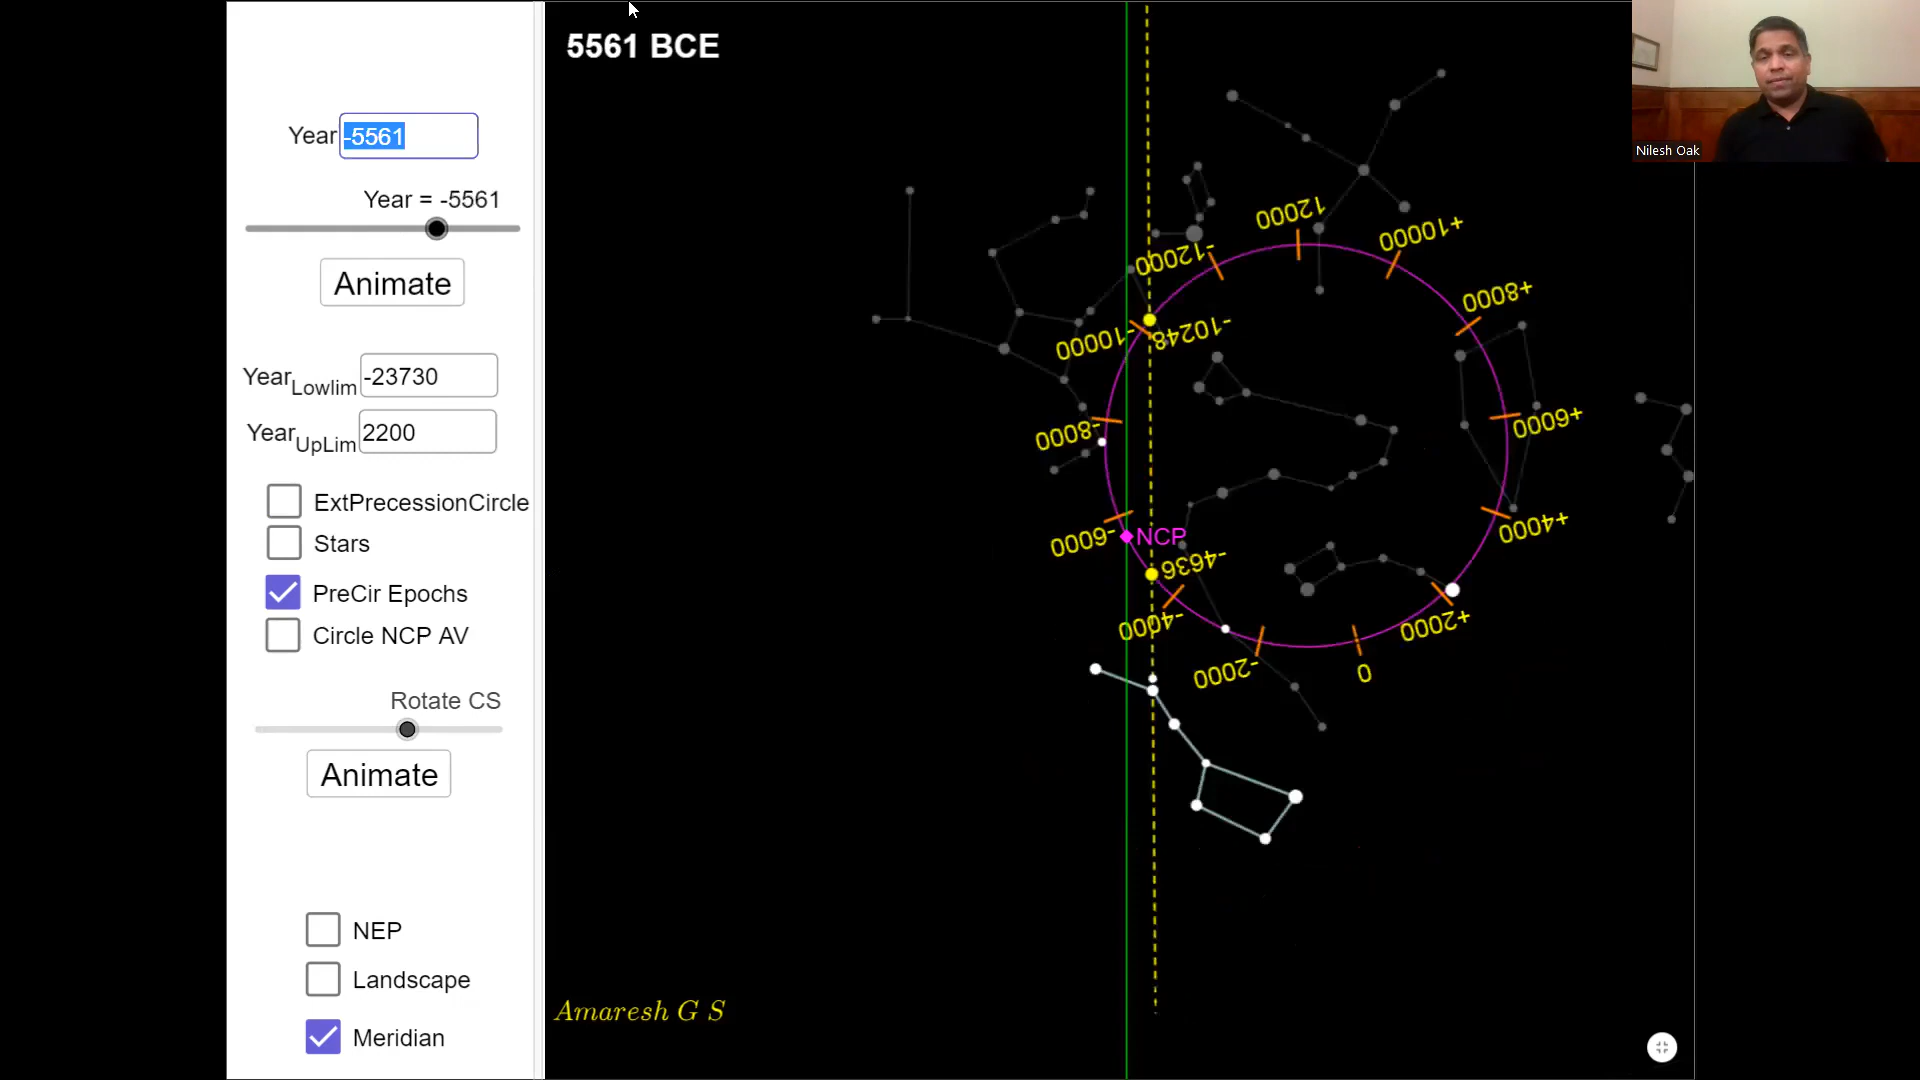 5561 BCE
Year -5561
Year = -5561
Animate
YearLowlim -23730
YearUpLim 2200
ExtPrecessionCircle
Stars
PreCir Epochs
Circle NCP AV
Rotate CS
Animate
NEP
Landscape
Meridian
12000
+10000
-12000
+8000
-10248
-10000
+6000
-8000
+4000
NCP
-6000
-4636
-4000
+2000
-2000
0
Amaresh G S
Nilesh Oak